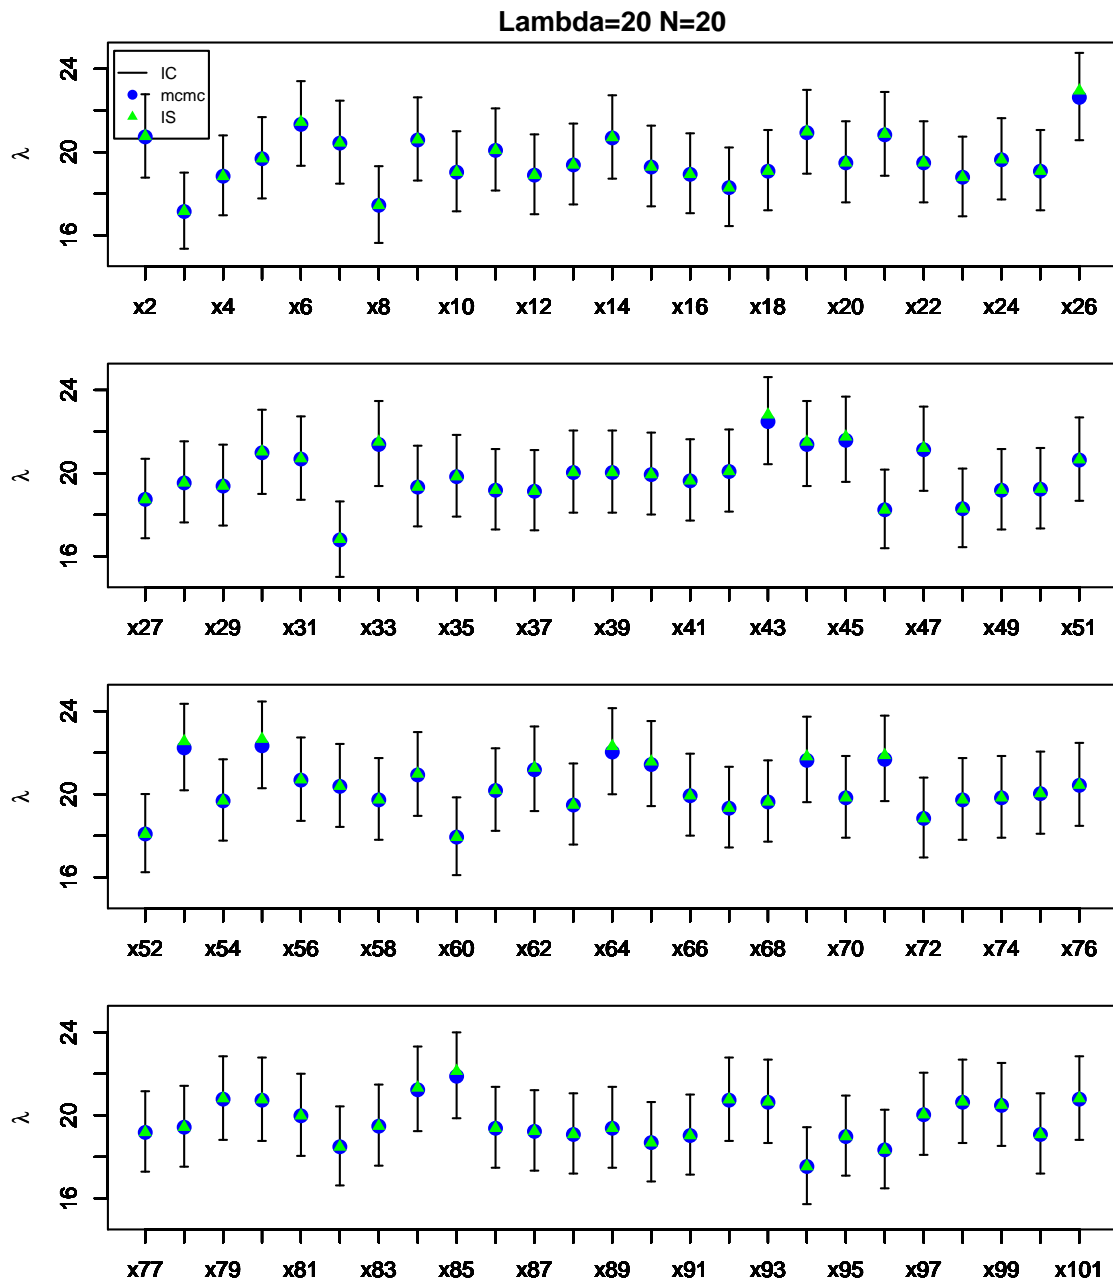 Lambda=20 N=20
IC
mcmc
IS
24
20
16
λ
x2 x4 x6 x8 x10 x12 x14 x16 x18 x20 x22 x24 x26
24
20
16
λ
x27 x29 x31 x33 x35 x37 x39 x41 x43 x45 x47 x49 x51
24
20
16
λ
x52 x54 x56 x58 x60 x62 x64 x66 x68 x70 x72 x74 x76
24
20
16
λ
x77 x79 x81 x83 x85 x87 x89 x91 x93 x95 x97 x99 x101